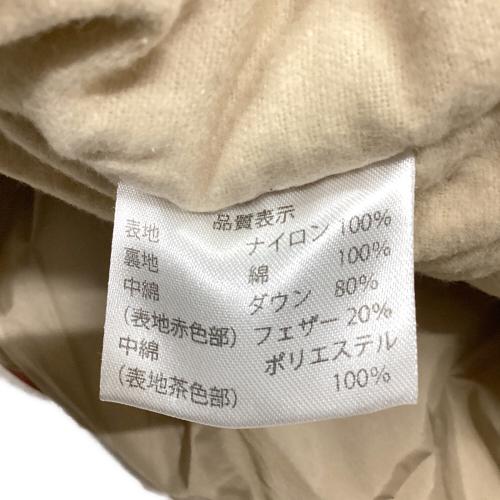 品質表示
表地 ナイロン 100%
裏地 綿 100%
中綿 ダウン 80%
(表地赤色部) フェザー 20%
中綿 ポリエステル
(表地茶色部) 100%